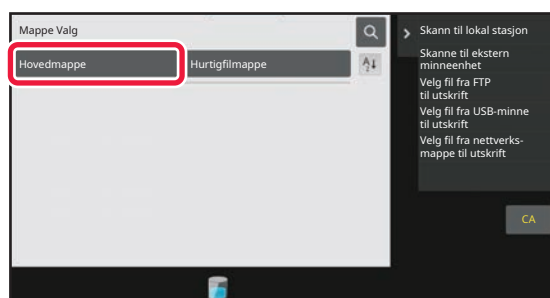 Mappe Valg
Hovedmappe
Hurtigfilmappe
Skann til lokal stasjon
Skanne til ekstern
minneenhet
Velg fil fra FTP
til utskrift
Velg fil fra USB-minne
til utskrift
Velg fil fra nettverks-
mappe til utskrift
CA